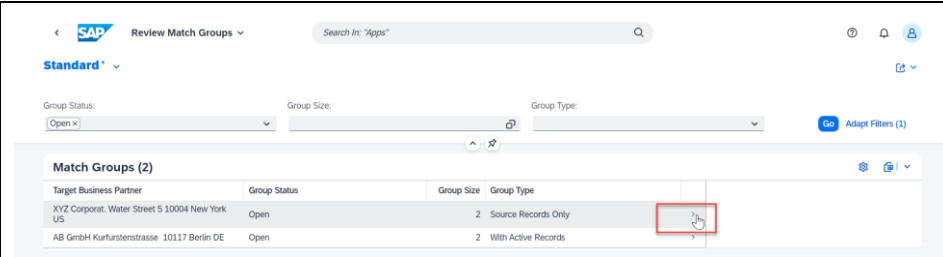 SAP Review Match Groups Search In: "Apps"
Standard *
Group Status: Group Size: Group Type:
Open Go Adapt Filters (1)
Match Groups (2)
Target Business Partner Group Status Group Size Group Type
XYZ Corporat. Water Street 5 10004 New York
US Open 2 Source Records Only
AB GmbH Kurfurstenstrasse 10117 Berlin DE Open 2 With Active Records